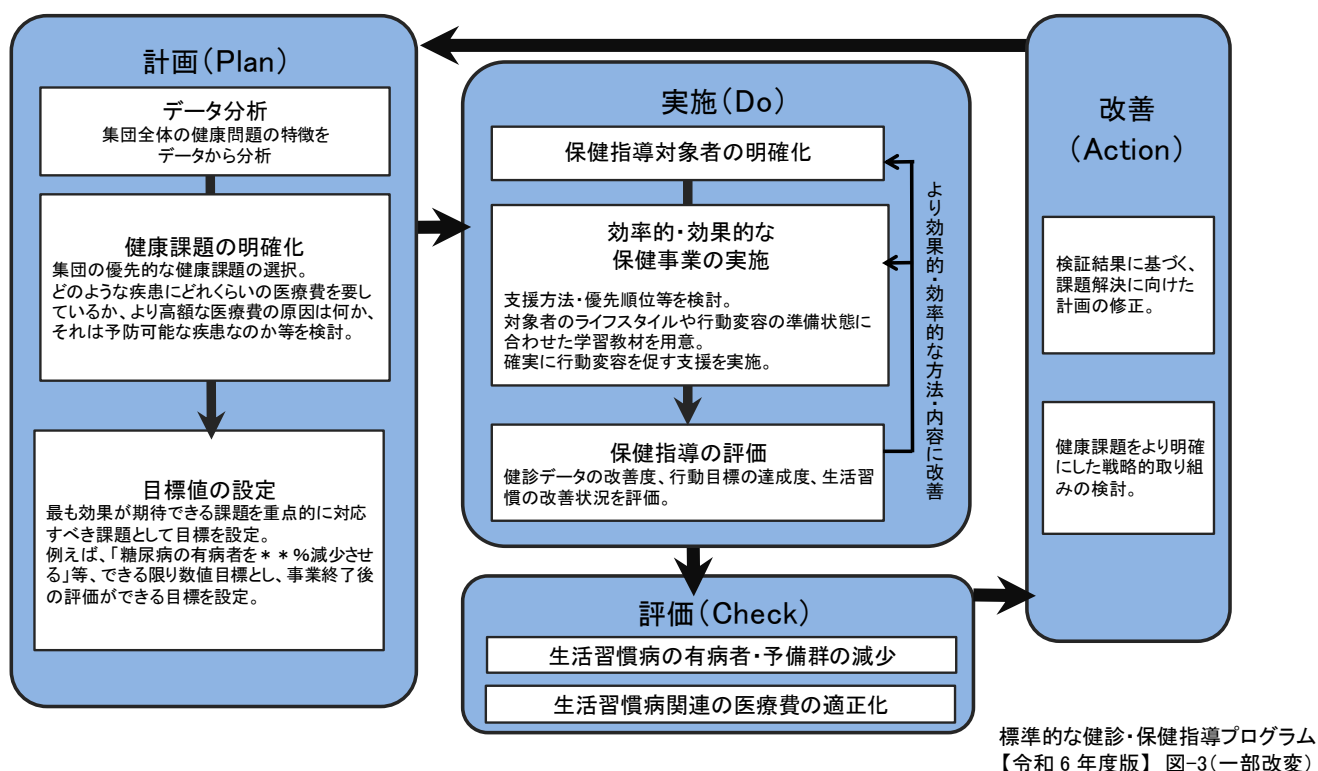 計画(Plan)
データ分析
集団全体の健康問題の特徴を
データから分析
健康課題の明確化
集団の優先的な健康課題の選択。
どのような疾患にどれくらいの医療費を要し
ているか、より高額な医療費の原因は何か、
それは予防可能な疾患なのか等を検討。
目標値の設定
最も効果が期待できる課題を重点的に対応
すべき課題として目標を設定。
例えば、「糖尿病の有病者を**%減少させ
る」等、できる限り数値目標とし、事業終了後
の評価ができる目標を設定。
実施(Do)
保健指導対象者の明確化
効率的・効果的な
保健事業の実施
支援方法・優先順位等を検討。
対象者のライフスタイルや行動変容の準備状態に
合わせた学習教材を用意。
確実に行動変容を促す支援を実施。
保健指導の評価
健診データの改善度、行動目標の達成度、生活習
慣の改善状況を評価。
より効果的・効率的な方法・内容に改善
評価(Check)
生活習慣病の有病者・予備群の減少
生活習慣病関連の医療費の適正化
改善
(Action)
検証結果に基づく、
課題解決に向けた
計画の修正。
健康課題をより明確
にした戦略的取り組
みの検討。
標準的な健診・保健指導プログラム
【令和6年度版】 図-3(一部改変)